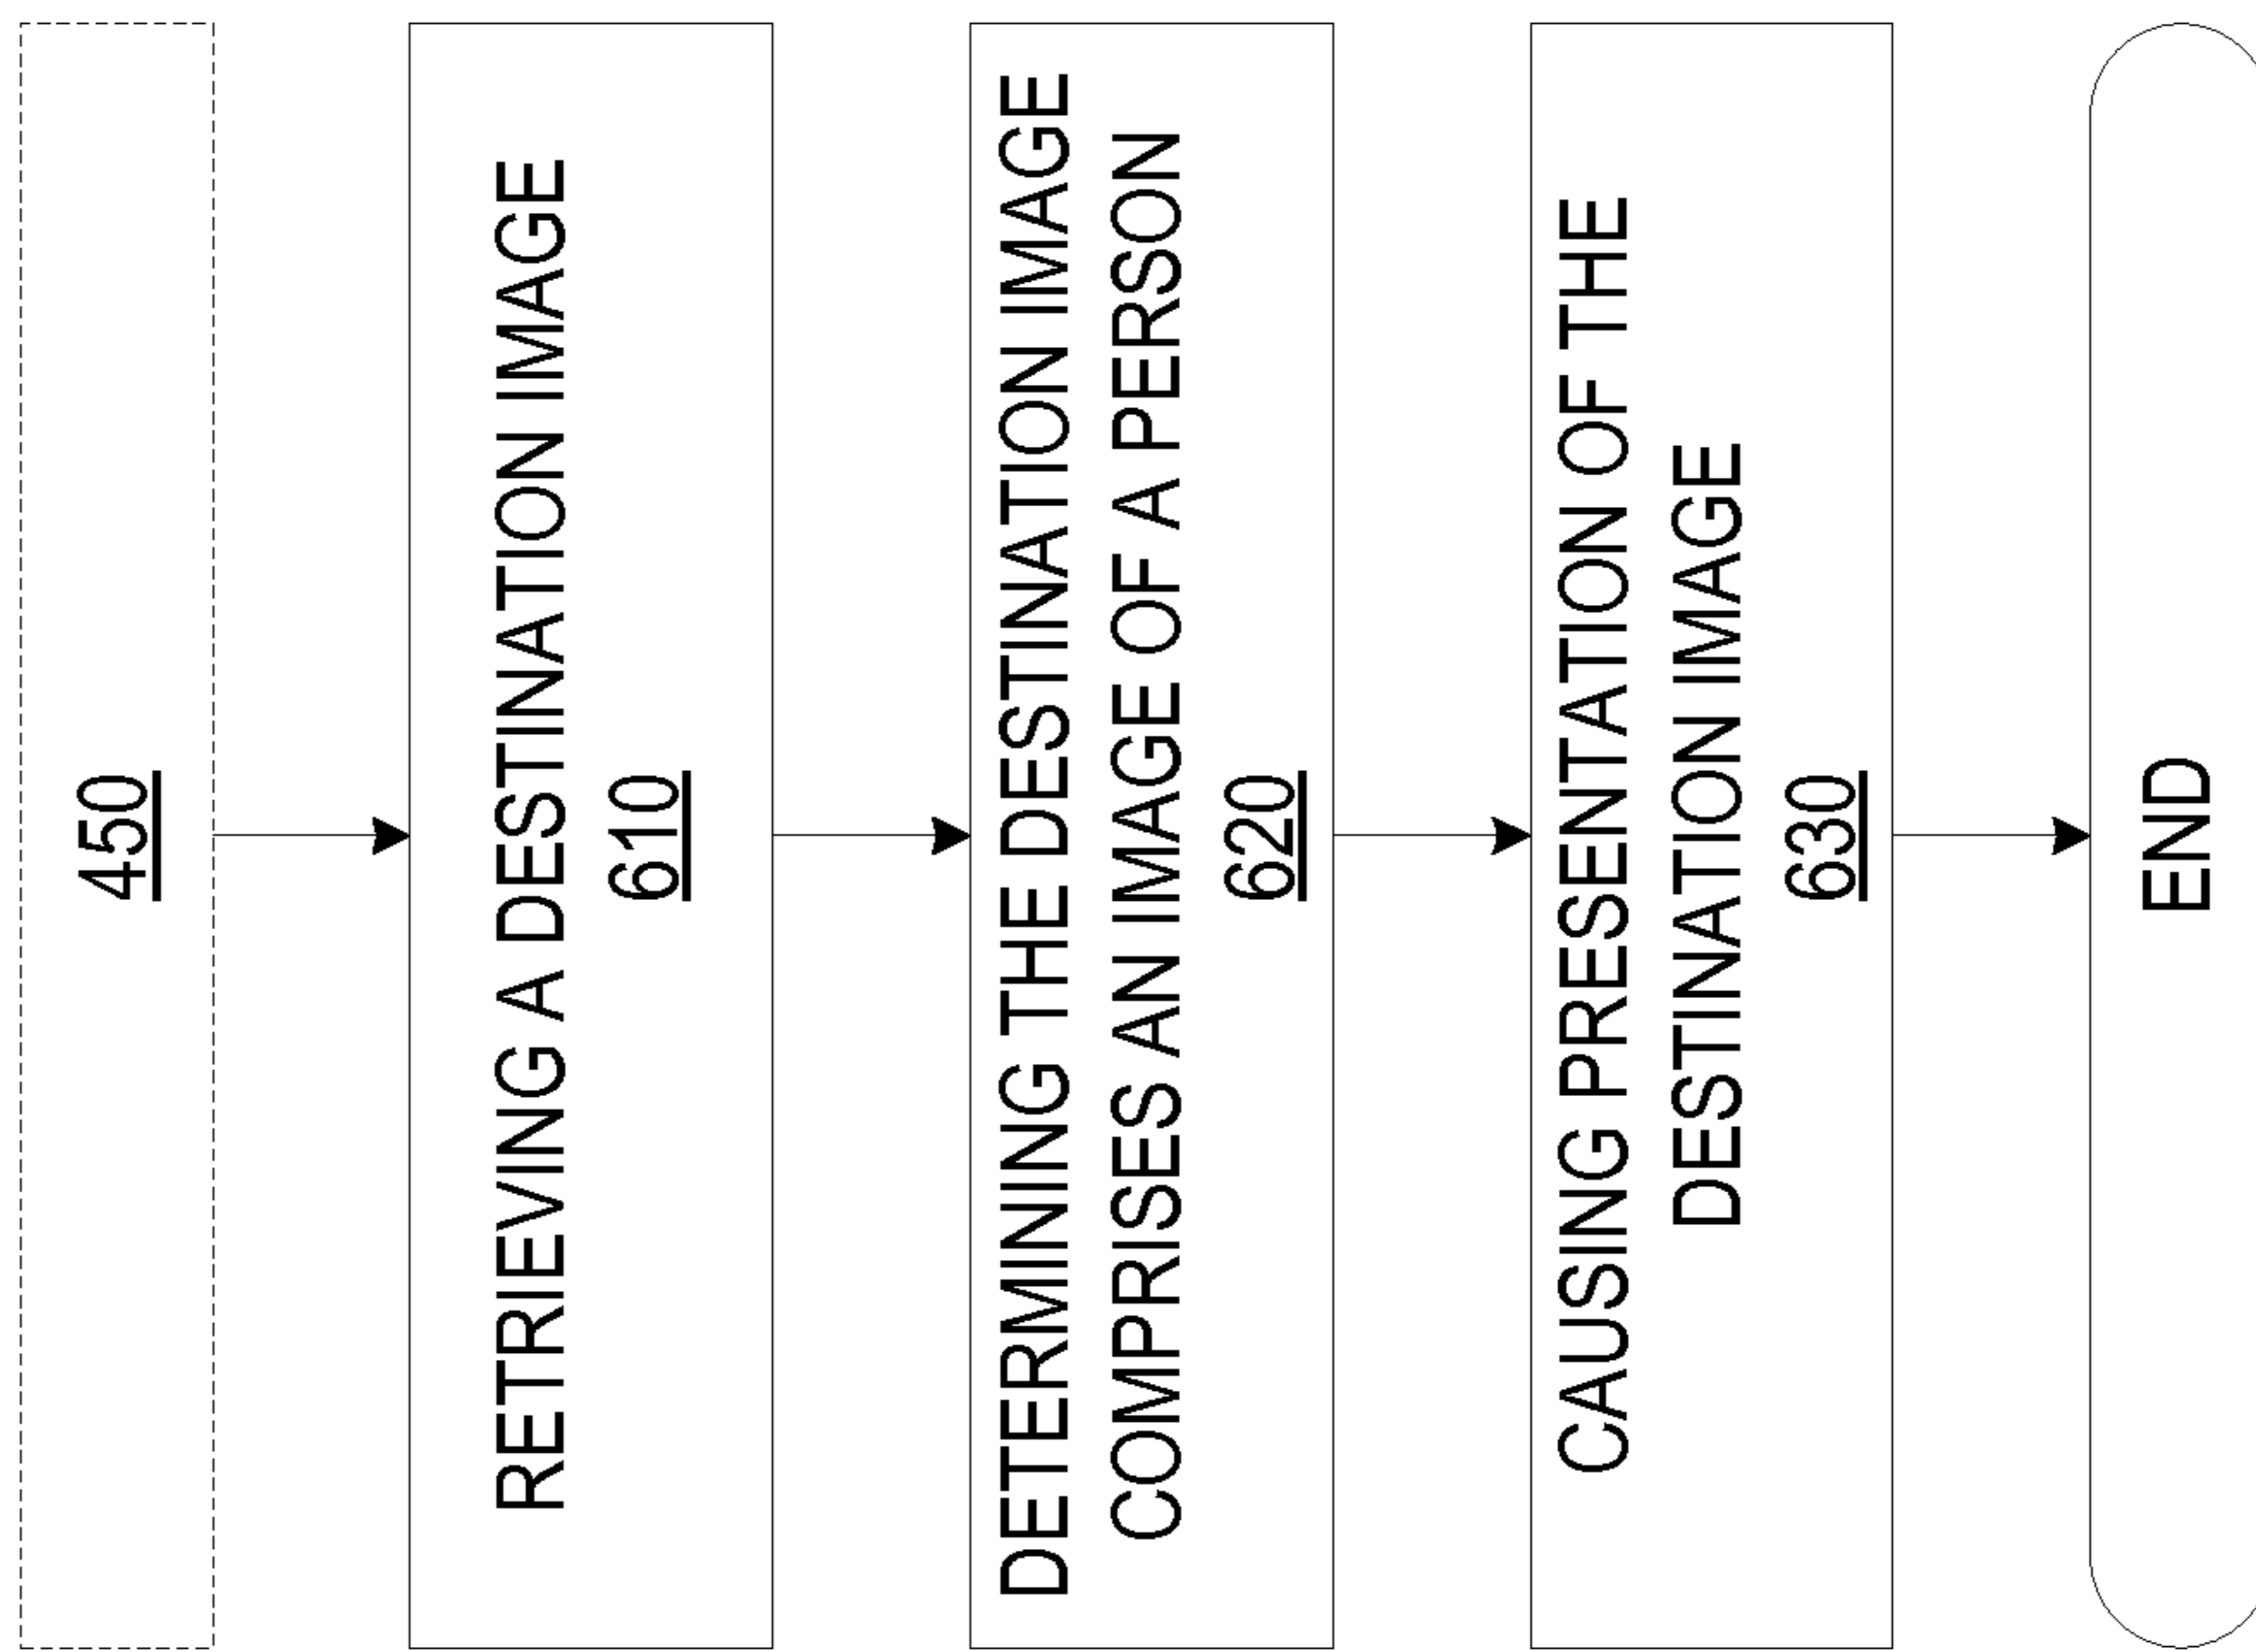 450
RETRIEVING A DESTINATION IMAGE
610
DETERMINING THE DESTINATION IMAGE
COMPRISES AN IMAGE OF A PERSON
620
CAUSING PRESENTATION OF THE
DESTINATION IMAGE
630
END